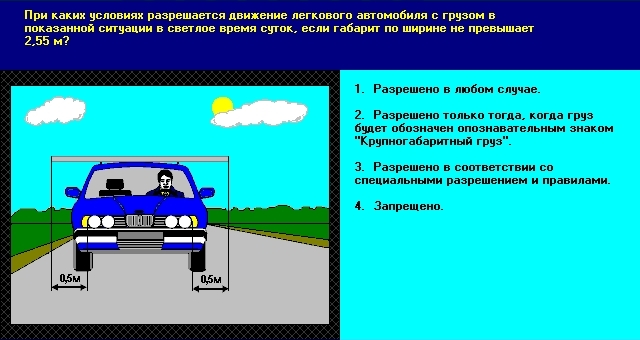 При каких условиях разрешается движение легкового автомобиля с грузом в
показанной ситуации в светлое время суток, если габарит по ширине не превышает
2,55 м?
1. Разрешено в любом случае.
2. Разрешено только тогда, когда груз
будет обозначен опознавательным знаком
"Крупногабаритный груз".
3. Разрешено в соответствии со
специальными разрешением и правилами.
4. Запрещено.
0,5м
0,5м